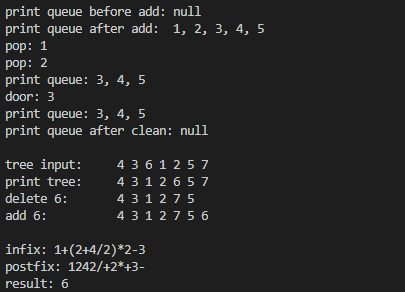 print queue before add: null
print queue after add:  1, 2, 3, 4, 5
pop: 1
pop: 2
print queue: 3, 4, 5
door: 3
print queue: 3, 4, 5
print queue after clean: null

tree input:     4 3 6 1 2 5 7
print tree:     4 3 1 2 6 5 7
delete 6:       4 3 1 2 7 5
add 6:          4 3 1 2 7 5 6

infix: 1+(2+4/2)*2-3
postfix: 1242/+2*+3-
result: 6